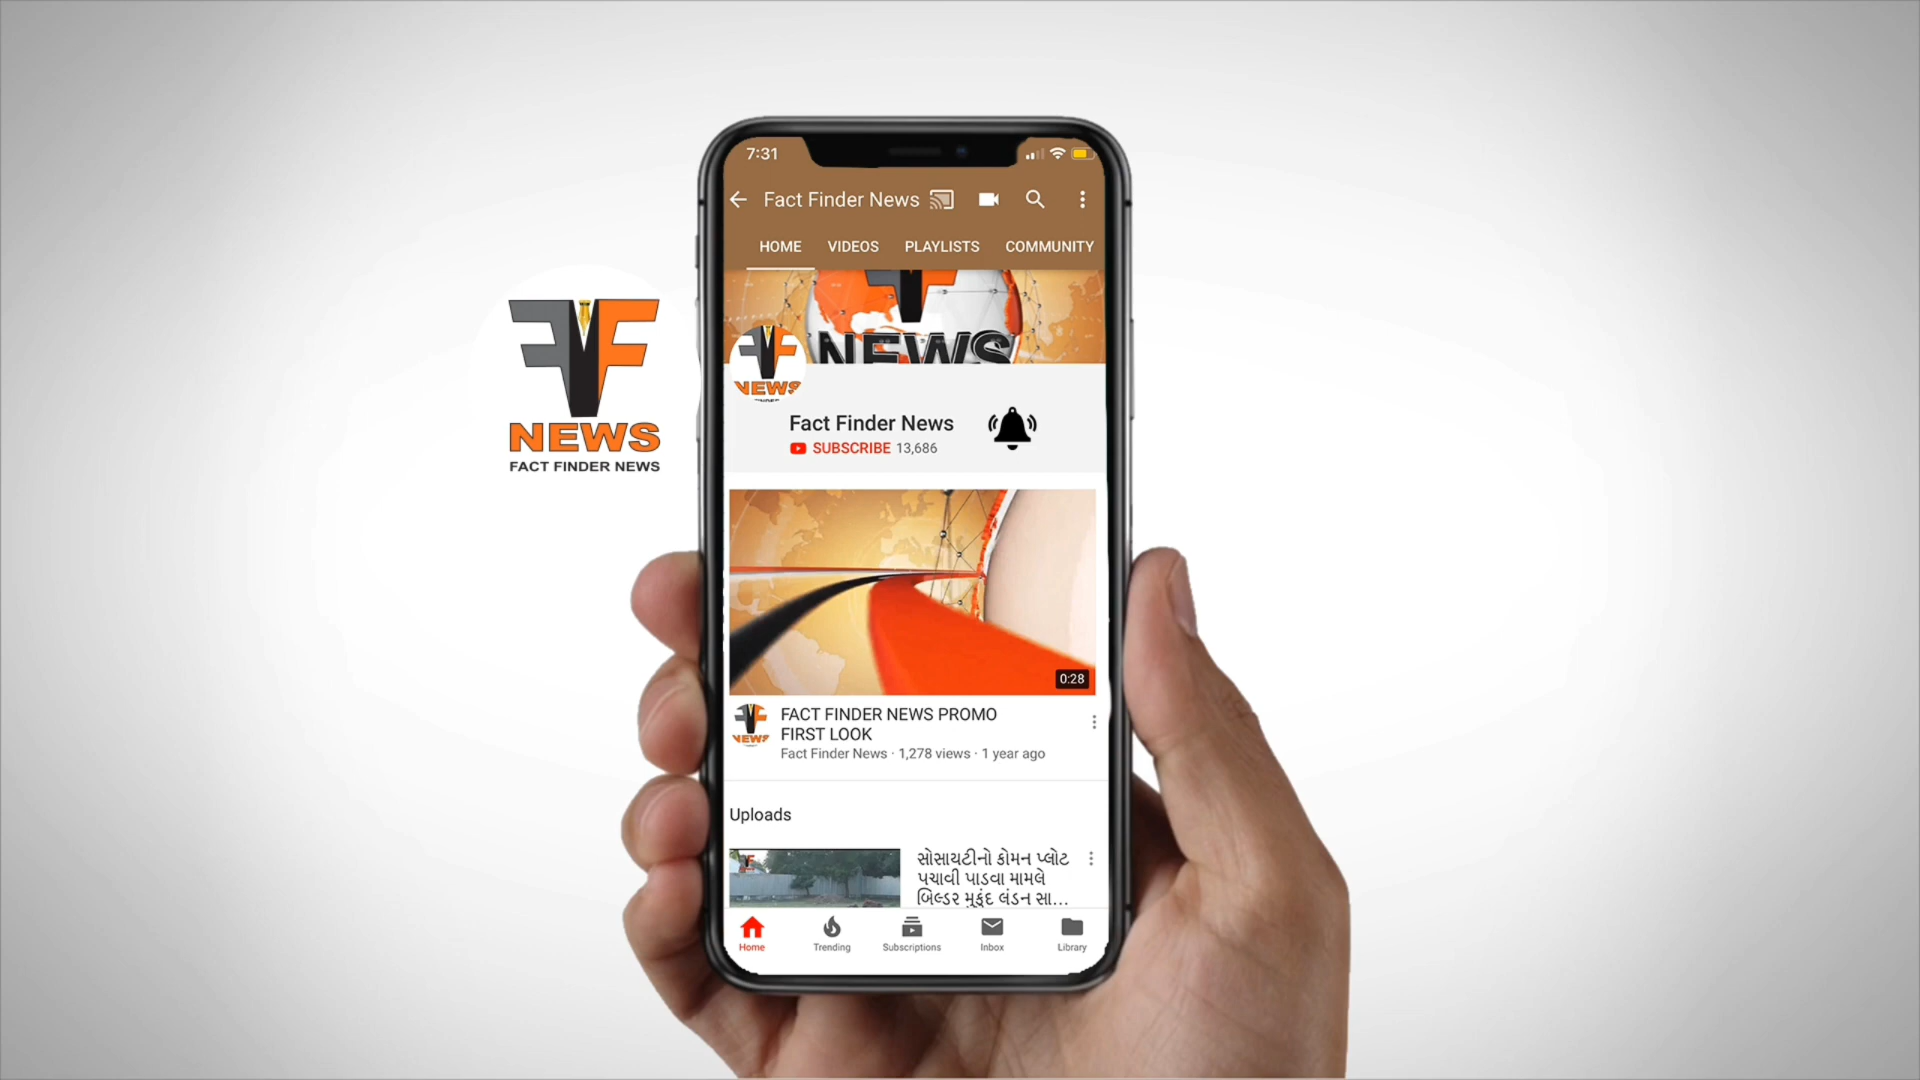 7:31
Fact Finder News
HOME VIDEOS PLAYLISTS COMMUNITY
FF
NEWS
FACT FINDER NEWS
NEWS
NEWS
Fact Finder News
SUBSCRIBE 13,686
0:28
FACT FINDER NEWS PROMO
FIRST LOOK
Fact Finder News · 1,278 views · 1 year ago
NEWS
Uploads
સોસાયટીનો કોમન પ્લોટ
પચાવી પાડવા મામલે
બિલ્ડર મુકુંદ લંડન સા...
Home Trending Subscriptions Inbox Library